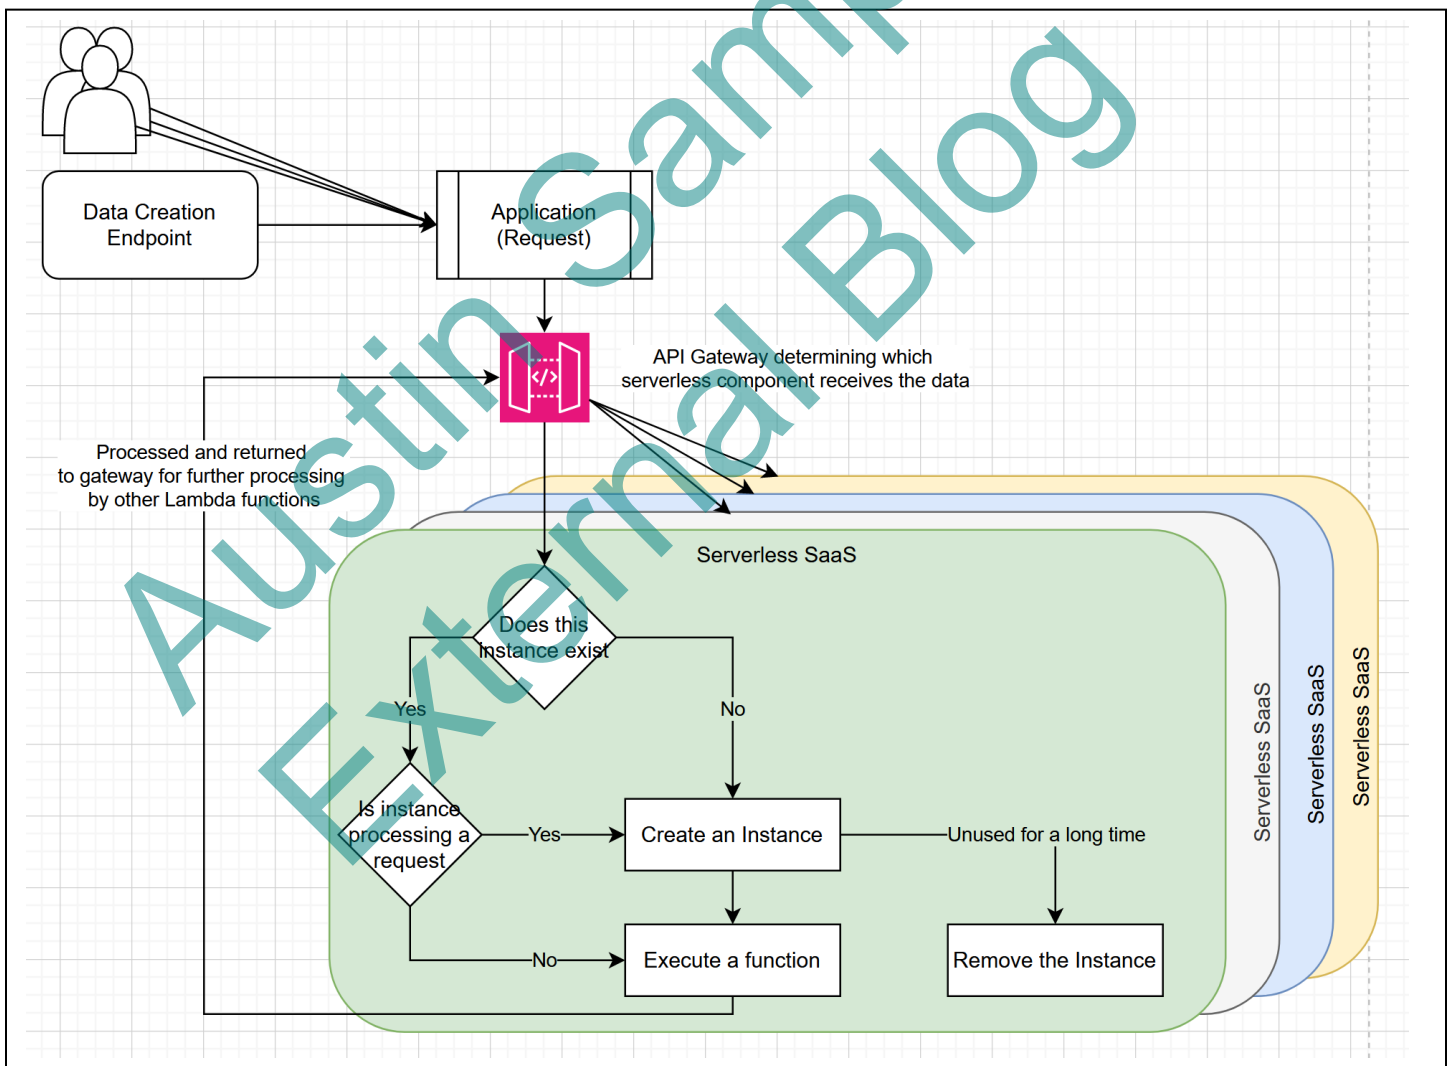 Data Creation
Endpoint
Application
(Request)
API Gateway determining which
serverless component receives the data
Processed and returned
to gateway for further processing
by other Lambda functions
Serverless SaaS
Does this
instance exist
Yes
No
Is instance
processing a
request
Yes
Create an Instance
Unused for a long time
No
Execute a function
Remove the Instance
Serverless SaaS
Serverless SaaS
Serverless SaaS
Austin
External Blog